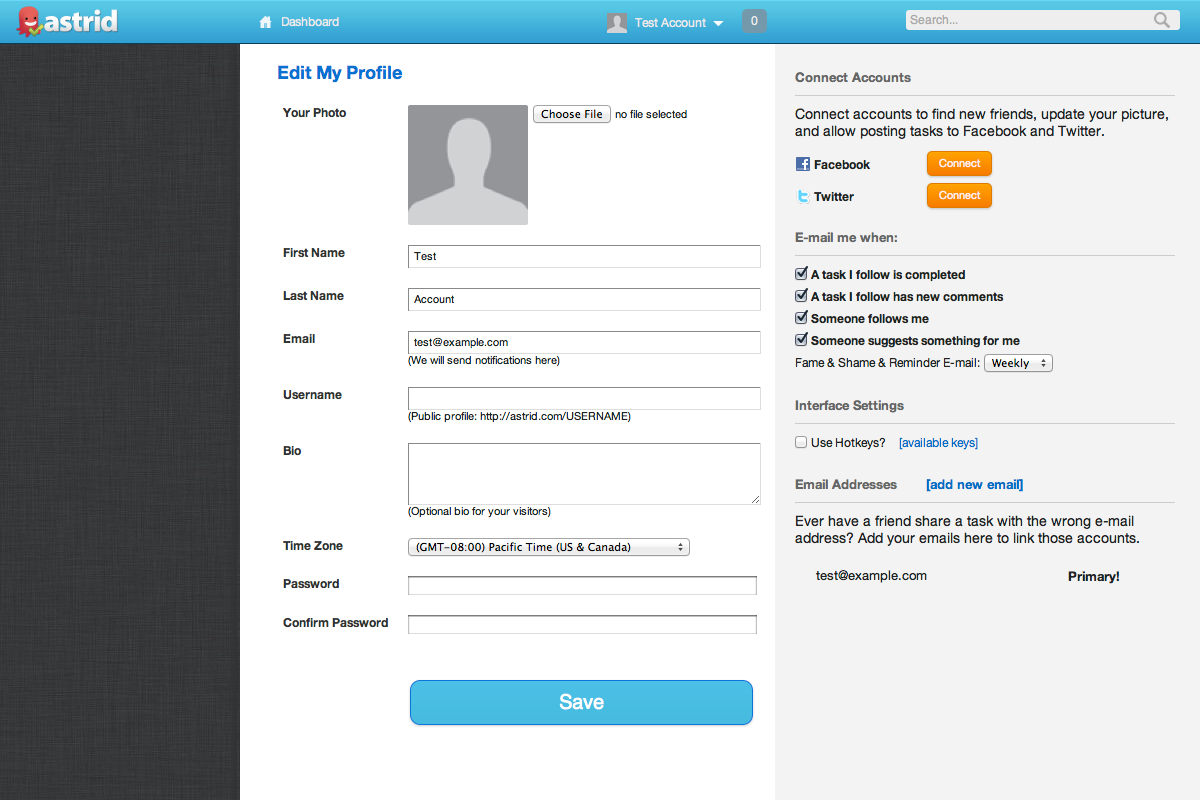 astrid
Dashboard
Test Account
0
Search...
Edit My Profile
Your Photo
Choose File no file selected
First Name
Test
Last Name
Account
Email
test@example.com
(We will send notifications here)
Username
(Public profile: http://astrid.com/USERNAME)
Bio
(Optional bio for your visitors)
Time Zone
(GMT-08:00) Pacific Time (US & Canada)
Password
Confirm Password
Save
Connect Accounts
Connect accounts to find new friends, update your picture,
and allow posting tasks to Facebook and Twitter.
Facebook Connect
Twitter Connect
E-mail me when:
A task I follow is completed
A task I follow has new comments
Someone follows me
Someone suggests something for me
Fame & Shame & Reminder E-mail: Weekly
Interface Settings
Use Hotkeys? [available keys]
Email Addresses [add new email]
Ever have a friend share a task with the wrong e-mail
address? Add your emails here to link those accounts.
test@example.com Primary!